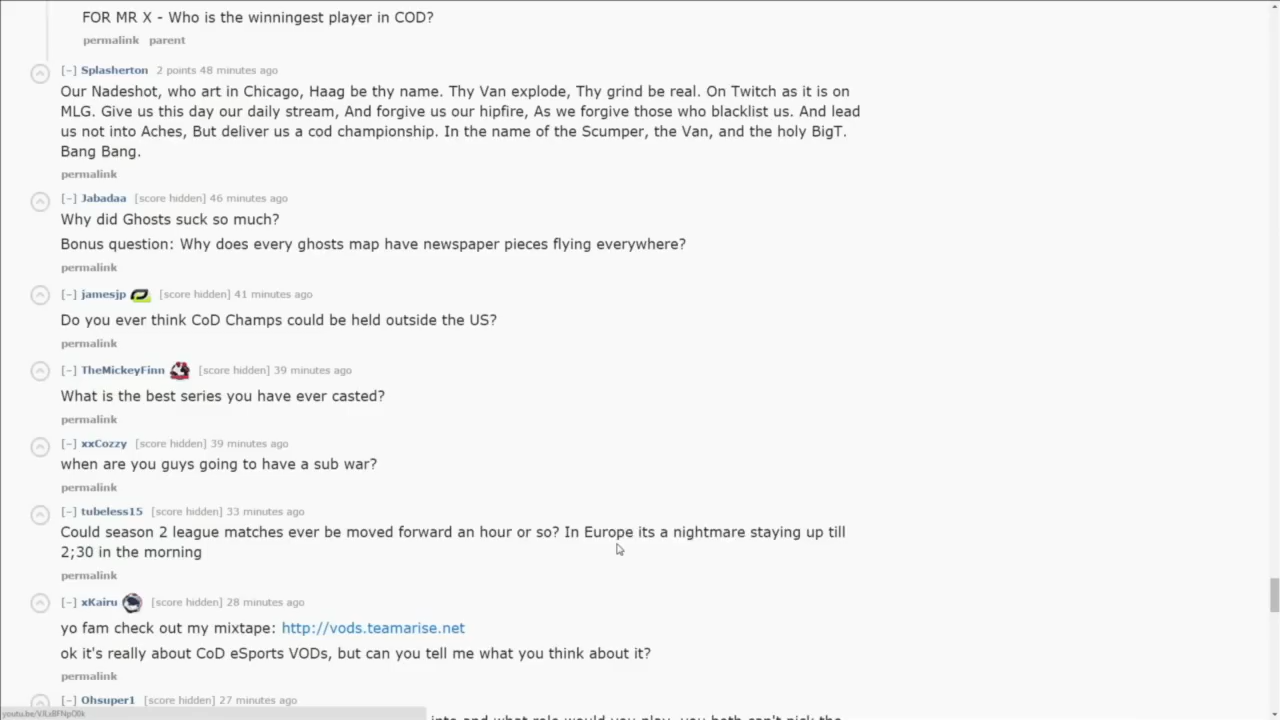 FOR MR X - Who is the winningest player in COD?
permalink parent
[-] Splasherton 2 points 48 minutes ago
Our Nadeshot, who art in Chicago, Haag be thy name. Thy Van explode, Thy grind be real. On Twitch as it is on
MLG. Give us this day our daily stream, And forgive us our hipfire, As we forgive those who blacklist us. And lead
us not into Aches, But deliver us a cod championship. In the name of the Scumper, the Van, and the holy BigT.
Bang Bang.
permalink
[-] Jabadaa [score hidden] 46 minutes ago
Why did Ghosts suck so much?
Bonus question: Why does every ghosts map have newspaper pieces flying everywhere?
permalink
[-] jamesjp [score hidden] 41 minutes ago
Do you ever think CoD Champs could be held outside the US?
permalink
[-] TheMickeyFinn [score hidden] 39 minutes ago
What is the best series you have ever casted?
permalink
[-] xxCozzy [score hidden] 39 minutes ago
when are you guys going to have a sub war?
permalink
[-] tubeless15 [score hidden] 33 minutes ago
Could season 2 league matches ever be moved forward an hour or so? In Europe its a nightmare staying up till
2;30 in the morning
permalink
[-] xKairu [score hidden] 28 minutes ago
yo fam check out my mixtape: http://vods.teamarise.net
ok it's really about CoD eSports VODs, but can you tell me what you think about it?
permalink
[-] Ohsuper1 [score hidden] 27 minutes ago